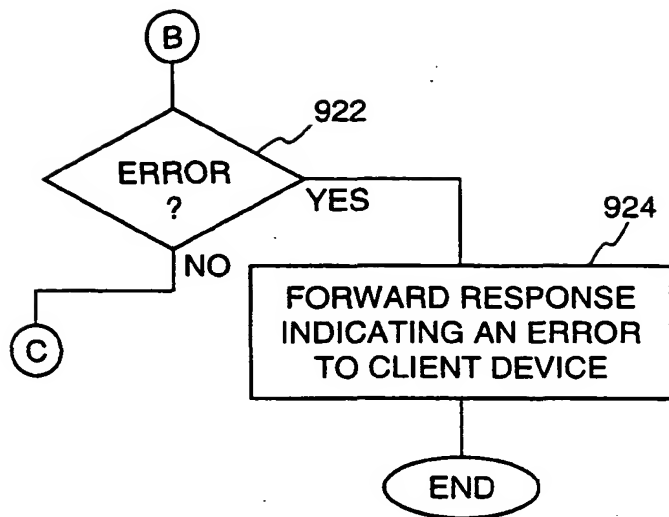 B
922
ERROR
?
YES
924
NO
FORWARD RESPONSE
INDICATING AN ERROR
TO CLIENT DEVICE
C
END